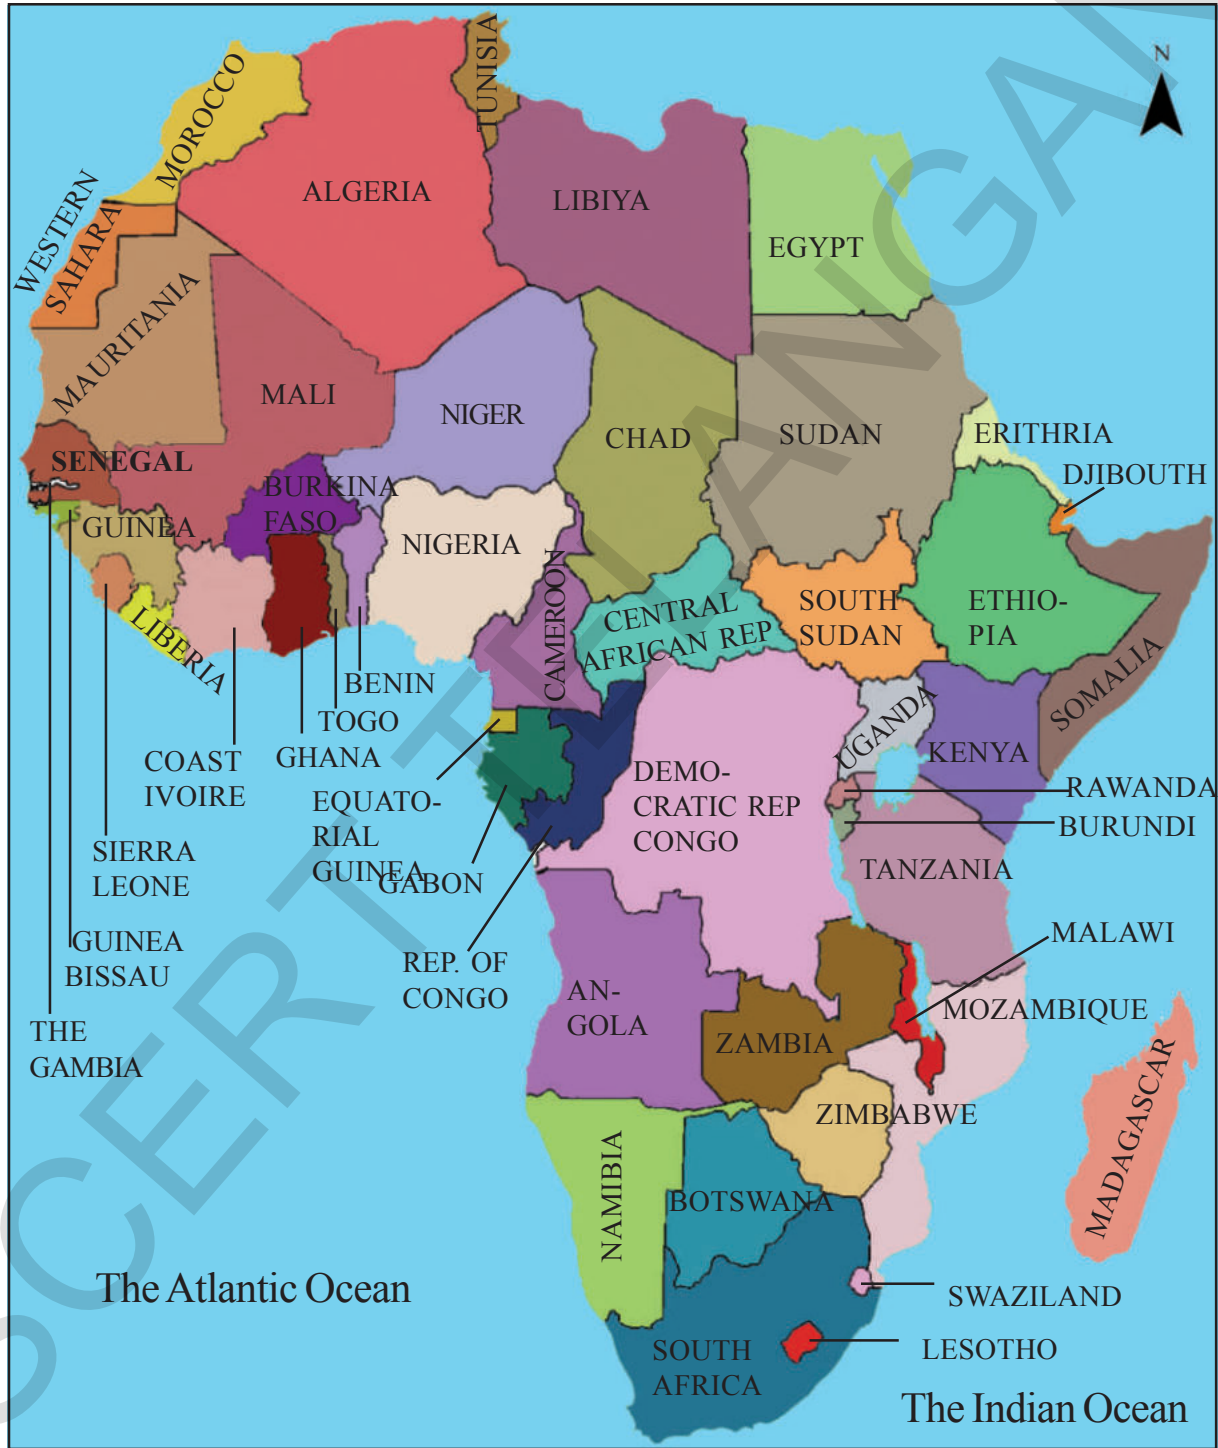 N
TUNISIA
MOROCCO
ALGERIA
LIBIYA
EGYPT
WESTERN
SAHARA
MAURITANIA
MALI
NIGER
CHAD
SUDAN
ERITHRIA
DJIBOUTH
SENEGAL
BURKINA
FASO
GUINEA
NIGERIA
CAMEROON
CENTRAL
AFRICAN REP
SOUTH
SUDAN
ETHIO-
PIA
SOMALIA
LIBERIA
BENIN
TOGO
GHANA
COAST
IVOIRE
EQUATO-
RIAL
GUINEA
GABON
UGANDA
KENYA
DEMO-
CRATIC REP
CONGO
RAWANDA
BURUNDI
TANZANIA
SIERRA
LEONE
GUINEA
BISSAU
THE
GAMBIA
REP. OF
CONGO
AN-
GOLA
MALAWI
MOZAMBIQUE
ZAMBIA
ZIMBABWE
MADAGASCAR
NAMIBIA
BOTSWANA
The Atlantic Ocean
SWAZILAND
LESOTHO
SOUTH
AFRICA
The Indian Ocean
SCERT TELANGAN